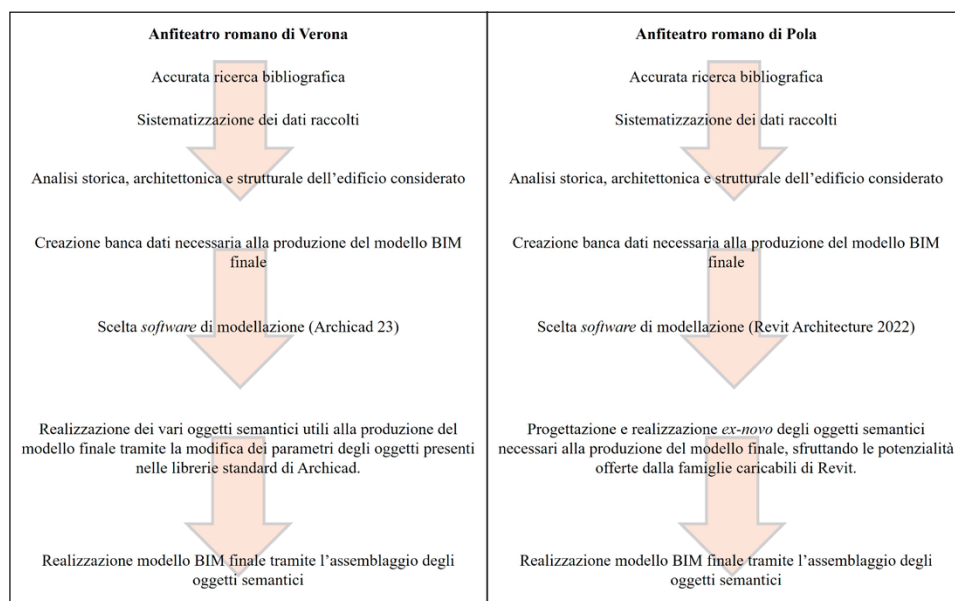 Anfiteatro romano di Verona
Accurata ricerca bibliografica
Sistematizzazione dei dati raccolti
Analisi storica, architettonica e strutturale dell'edificio considerato
Creazione banca dati necessaria alla produzione del modello BIM
finale
Scelta software di modellazione (Archicad 23)
Realizzazione dei vari oggetti semantici utili alla produzione del
modello finale tramite la modifica dei parametri degli oggetti presenti
nelle librerie standard di Archicad.
Realizzazione modello BIM finale tramite l'assemblaggio degli
oggetti semantici
Anfiteatro romano di Pola
Accurata ricerca bibliografica
Sistematizzazione dei dati raccolti
Analisi storica, architettonica e strutturale dell'edificio considerato
Creazione banca dati necessaria alla produzione del modello BIM
finale
Scelta software di modellazione (Revit Architecture 2022)
Progettazione e realizzazione ex-novo degli oggetti semantici
necessari alla produzione del modello finale, sfruttando le potenzialità
offerte dalla famiglie caricabili di Revit.
Realizzazione modello BIM finale tramite l'assemblaggio degli
oggetti semantici